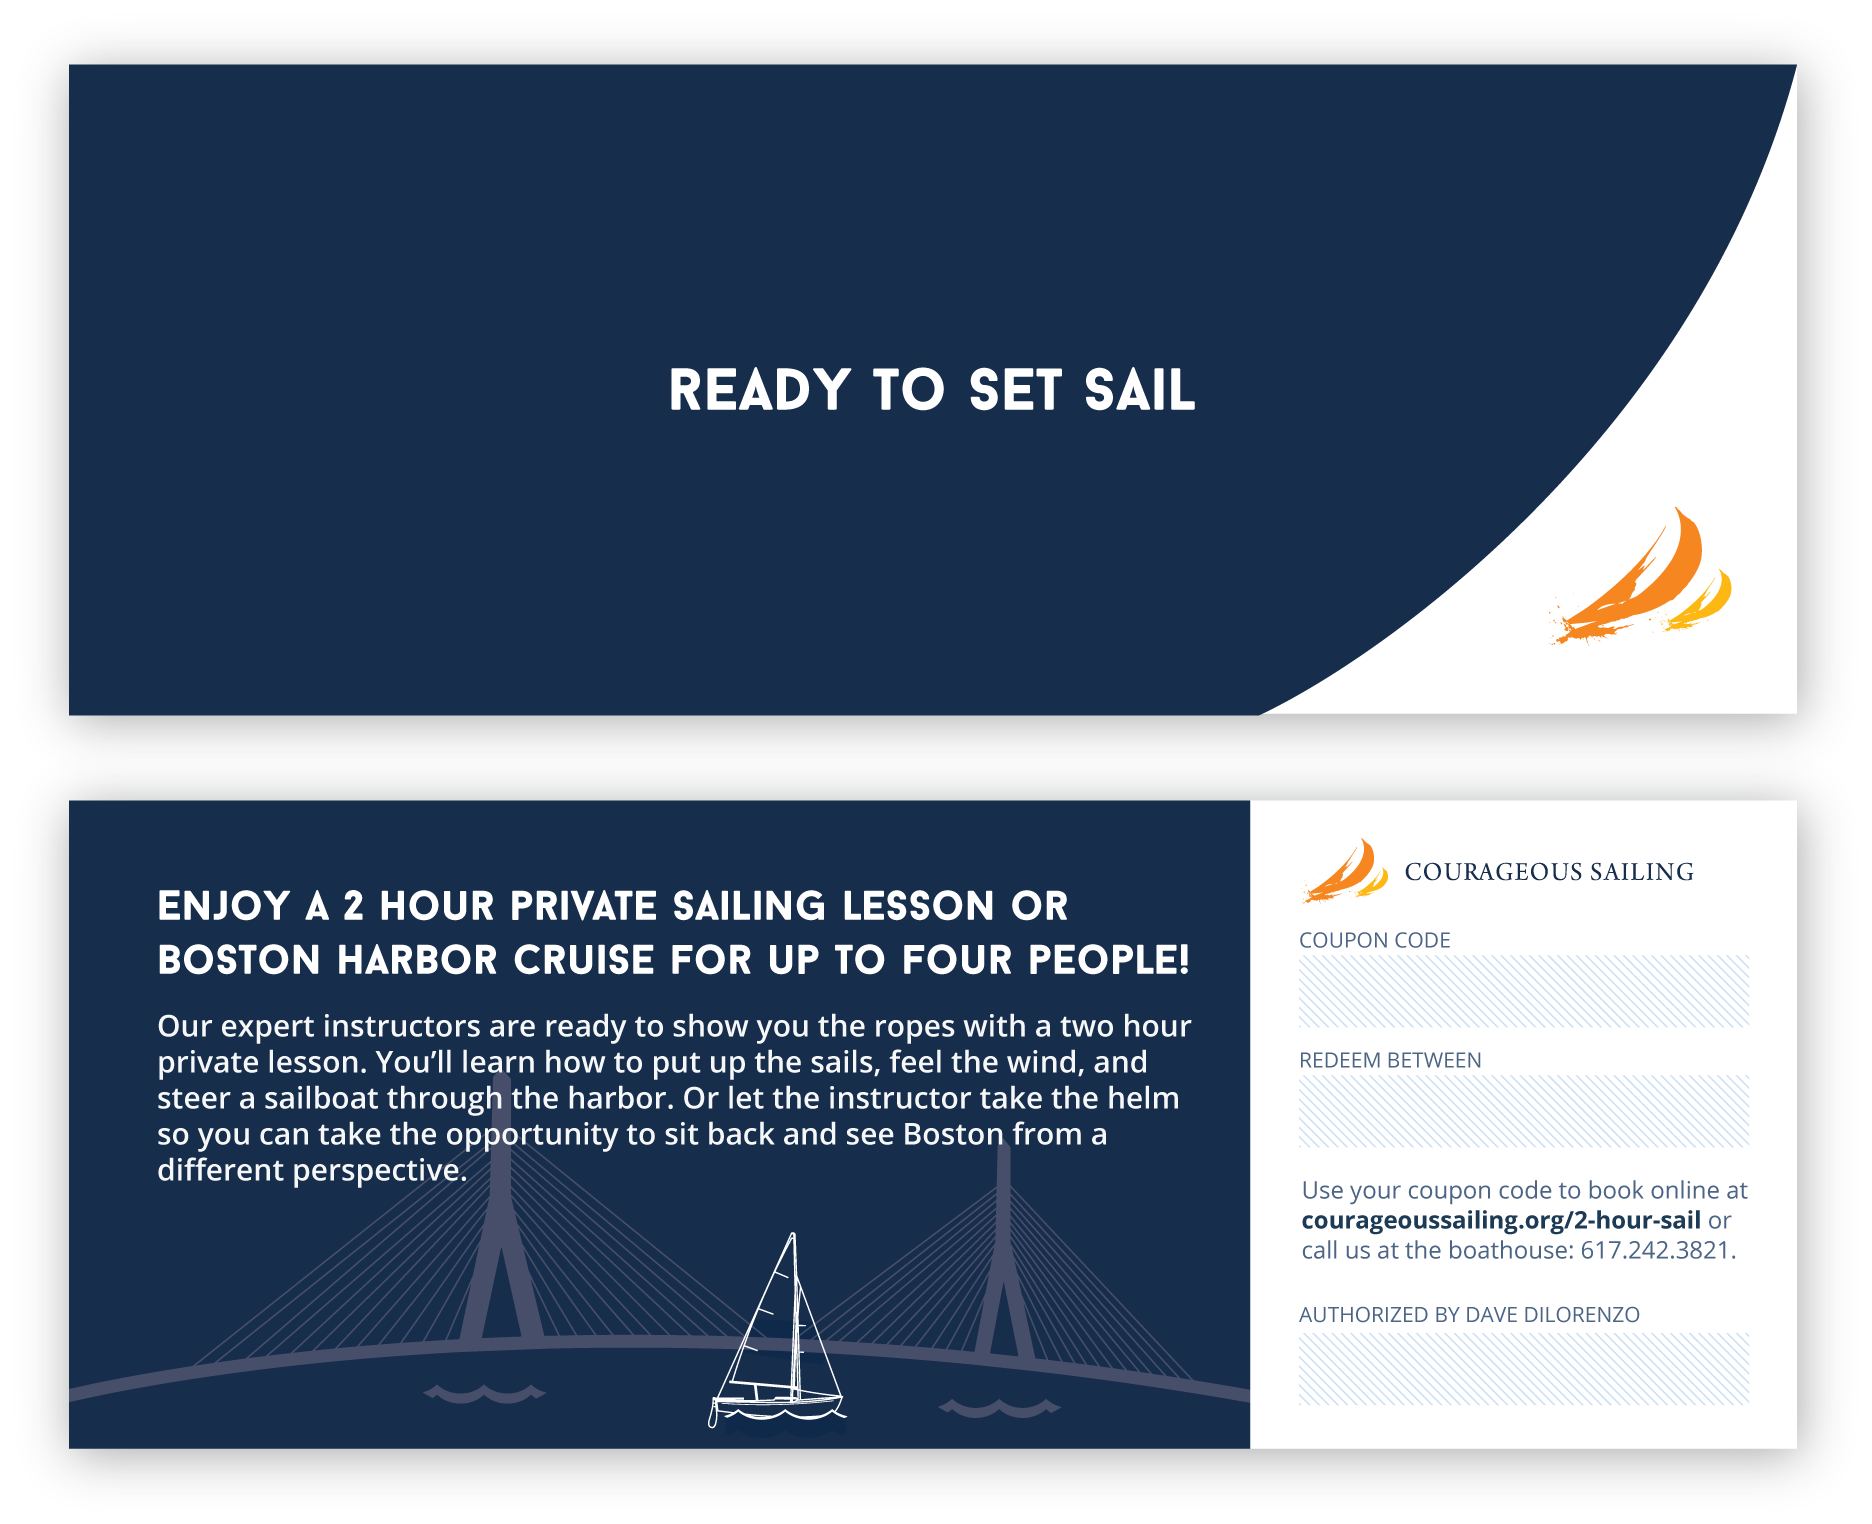 READY TO SET SAIL
ENJOY A 2 HOUR PRIVATE SAILING LESSON OR
BOSTON HARBOR CRUISE FOR UP TO FOUR PEOPLE!
Our expert instructors are ready to show you the ropes with a two hour
private lesson. You’ll learn how to put up the sails, feel the wind, and
steer a sailboat through the harbor. Or let the instructor take the helm
so you can take the opportunity to sit back and see Boston from a
different perspective.
COURAGEOUS SAILING
COUPON CODE
REDEEM BETWEEN
Use your coupon code to book online at
courageoussailing.org/2-hour-sail or
call us at the boathouse: 617.242.3821.
AUTHORIZED BY DAVE DILORENZO